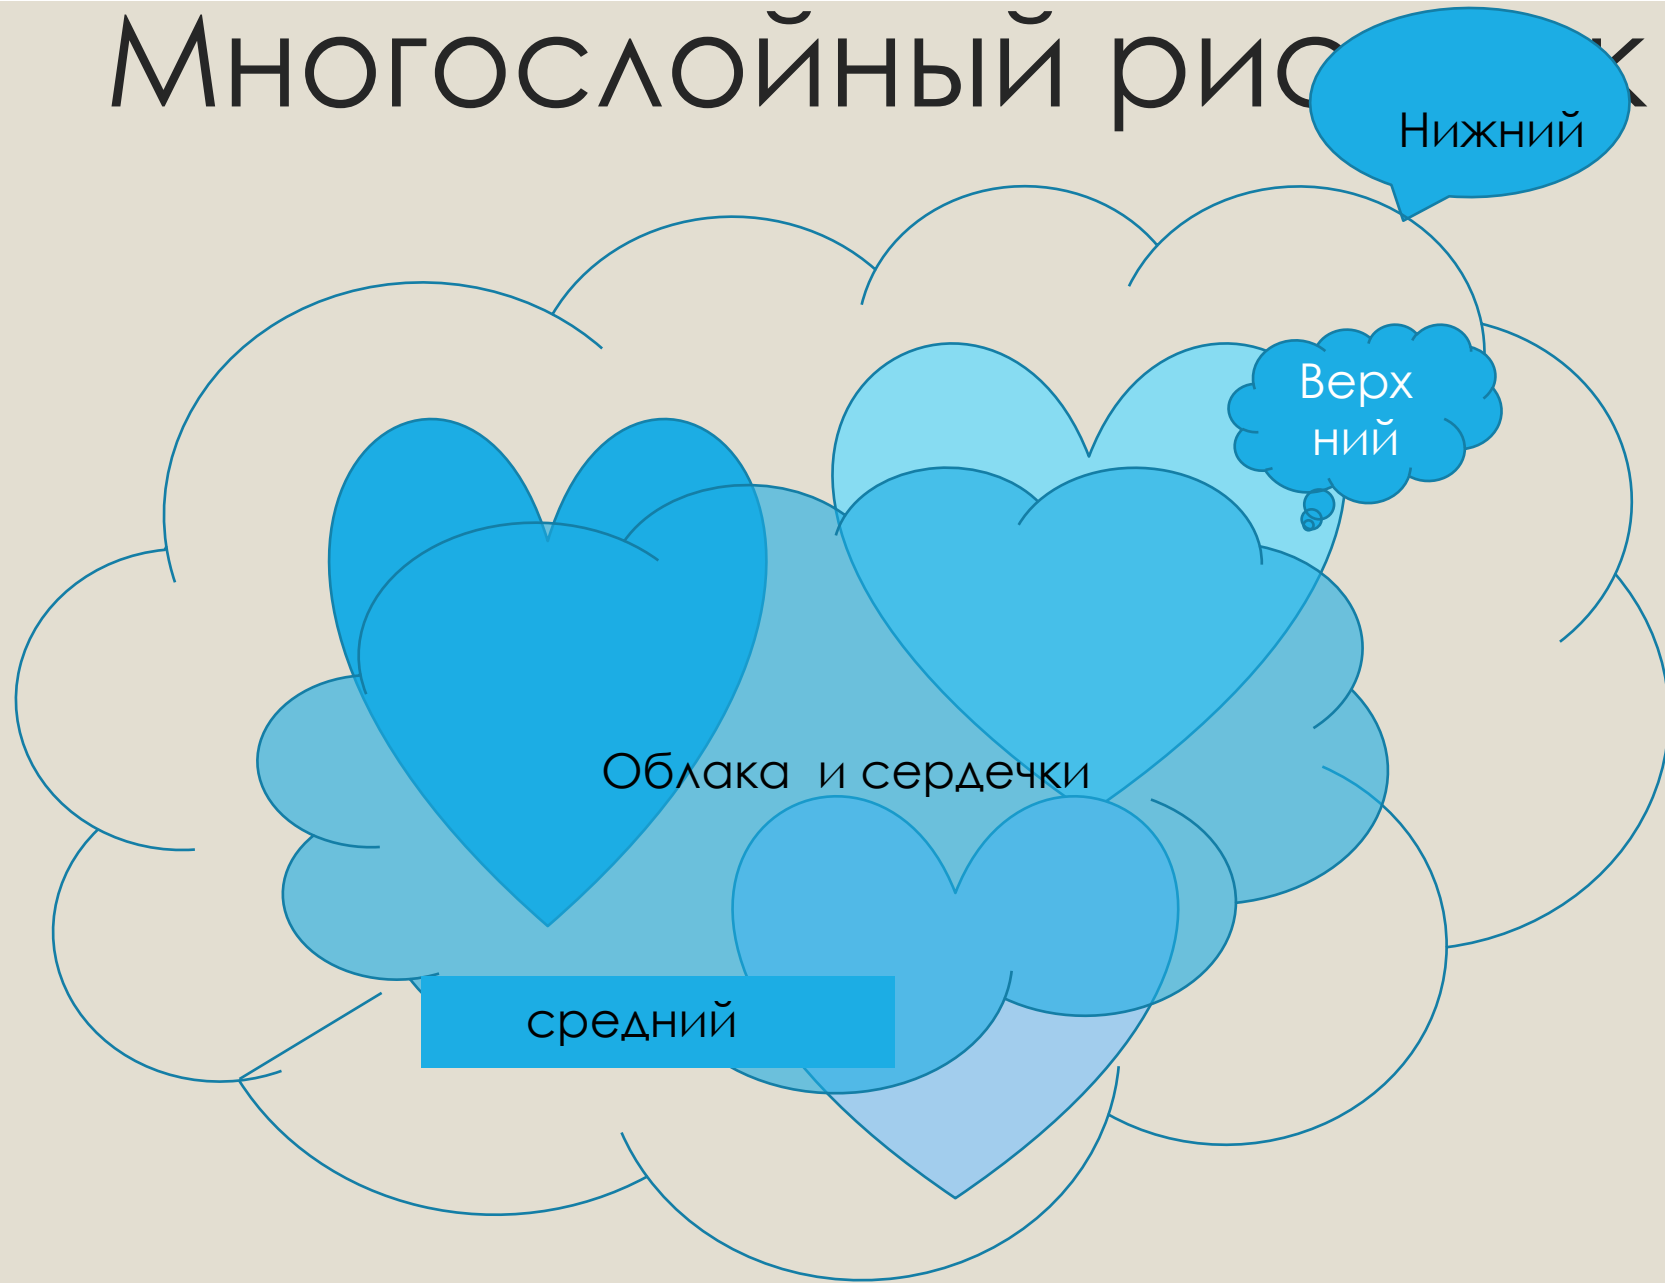 Многослойный рис к
Нижний
Верх
ний
Облака и сердечки
средний